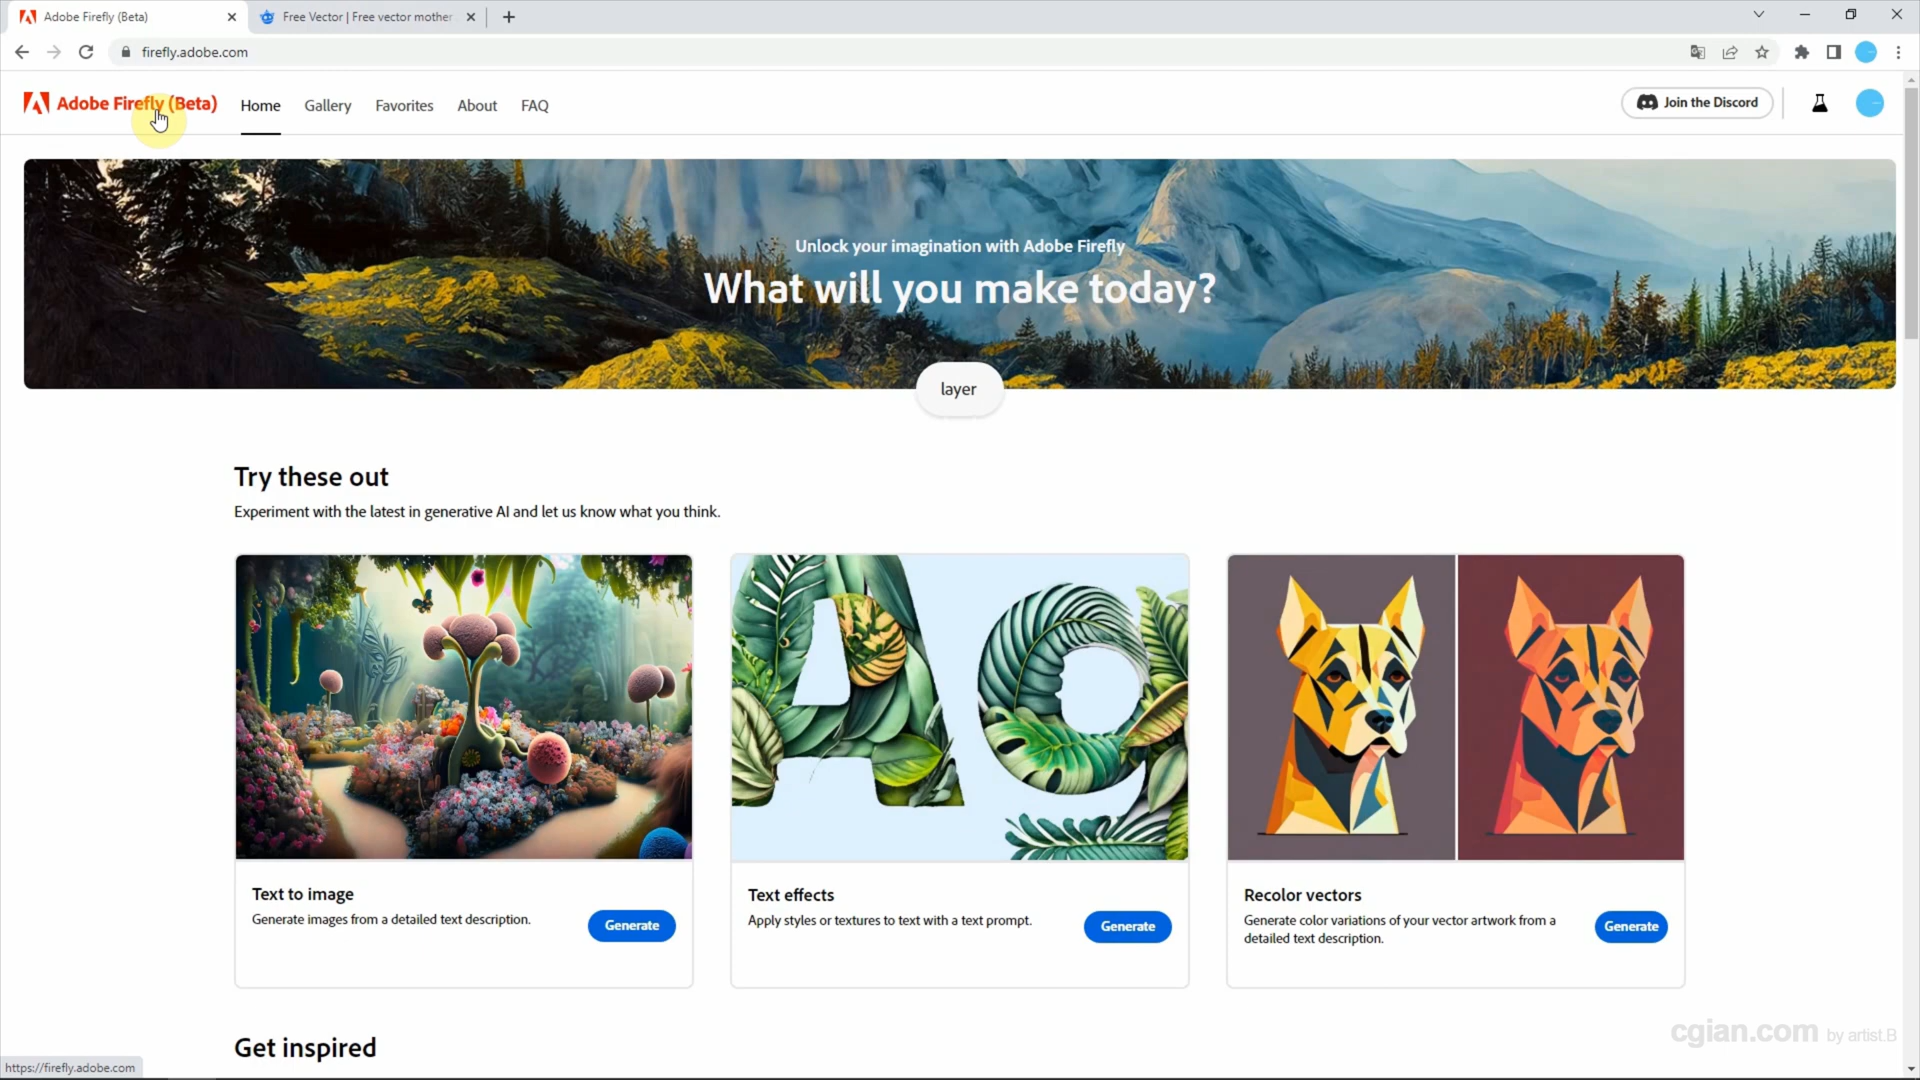 Adobe Firefly (Beta)
Free Vector | Free vector mother
firefly.adobe.com
Adobe Firefly (Beta)
Home
Gallery
Favorites
About
FAQ
Join the Discord
Unlock your imagination with Adobe Firefly
What will you make today?
layer
Try these out
Experiment with the latest in generative AI and let us know what you think.
Ag
Text to image
Generate images from a detailed text description.
Generate
Text effects
Apply styles or textures to text with a text prompt.
Generate
Recolor vectors
Generate color variations of your vector artwork from a
detailed text description.
Generate
Get inspired
cgian.com by artist.B
https://firefly.adobe.com